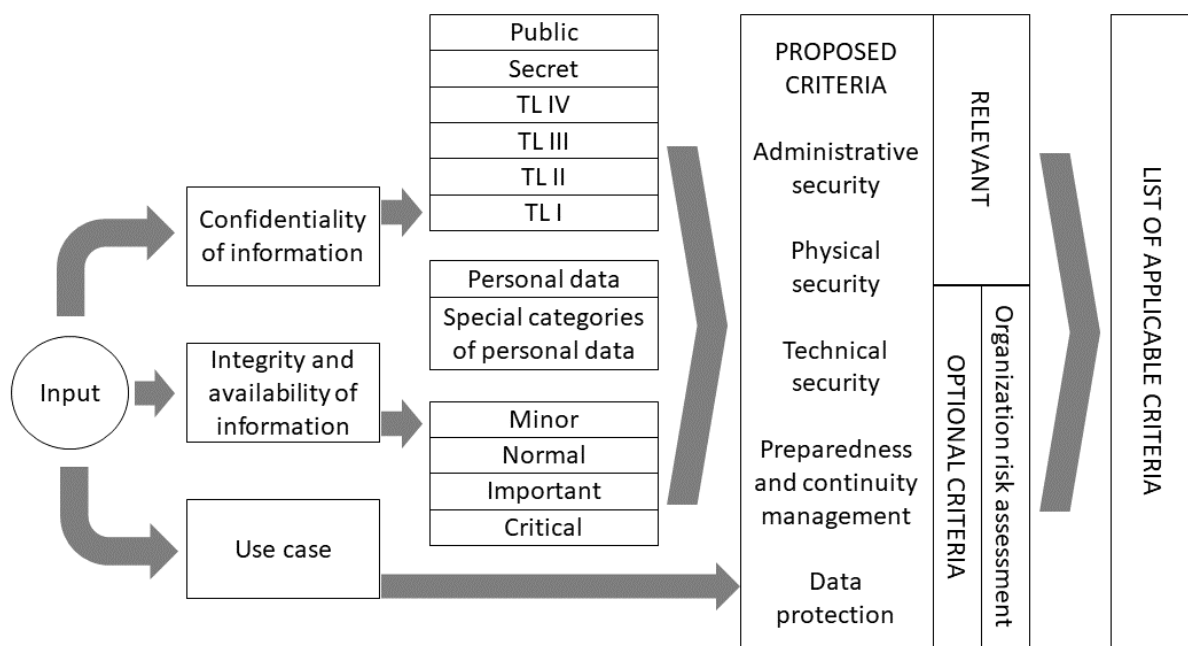 Input
Confidentiality
of information
Integrity and
availability of
information
Use case
Public
Secret
TL IV
TL III
TL II
TL I
Personal data
Special categories
of personal data
Minor
Normal
Important
Critical
PROPOSED
CRITERIA
Administrative
security
Physical
security
Technical
security
Preparedness
and continuity
management
Data
protection
RELEVANT
OPTIONAL CRITERIA
Organization risk assessment
LIST OF APPLICABLE CRITERIA